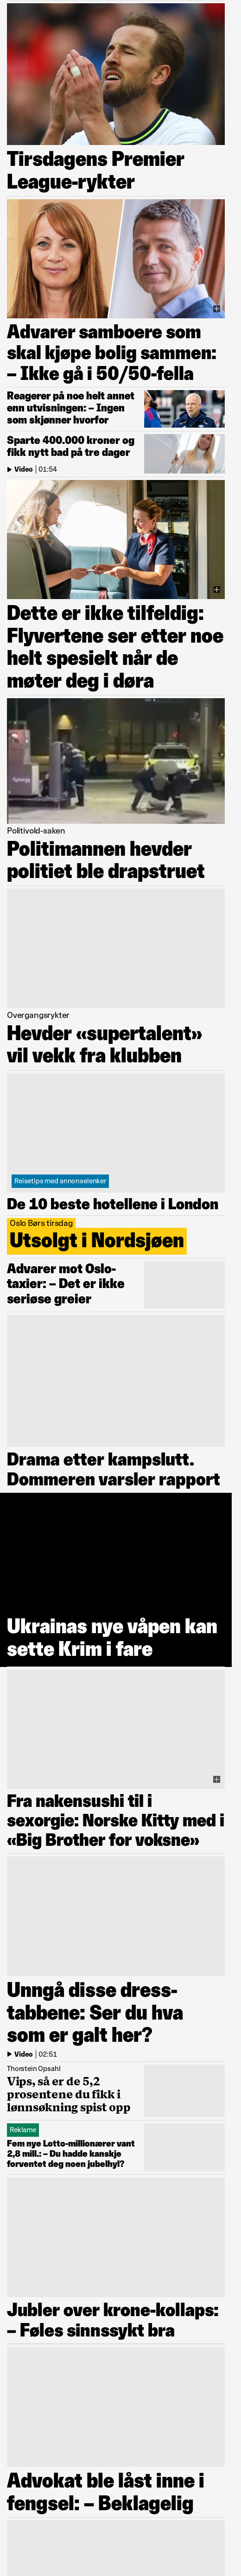 Tirsdagens Premier
League-rykter
Advarer samboere som
skal kjøpe bolig sammen:
– Ikke gå i 50/50-fella
Reagerer på noe helt annet
enn utvisningen: – Ingen
som skjønner hvorfor
Sparte 400.000 kroner og
fikk nytt bad på tre dager
Video | 01:54
Dette er ikke tilfeldig:
Flyvertene ser etter noe
helt spesielt når de
møter deg i døra
Politivold-saken
Politimannen hevder
politiet ble drapstruet
Overgangsrykter
Hevder «supertalent»
vil vekk fra klubben
Reisetips med annonselenker
De 10 beste hotellene i London
Oslo Børs tirsdag
Utsolgt i Nordsjøen
Advarer mot Oslo-
taxier: – Det er ikke
seriøse greier
Drama etter kampslutt.
Dommeren varsler rapport
Ukrainas nye våpen kan
sette Krim i fare
Fra nakensushi til i
sexorgie: Norske Kitty med i
«Big Brother for voksne»
Unngå disse dress-
tabbene: Ser du hva
som er galt her?
Video | 02:51
Thorstein Opsahl
Vips, så er de 5,2
prosentene du fikk i
lønnsøkning spist opp
Reklame
Fem nye Lotto-millionærer vant
2,8 mill.: – Du hadde kanskje
forventet deg noen jubelhyl?
Jubler over krone-kollaps:
– Føles sinnssykt bra
Advokat ble låst inne i
fengsel: – Beklagelig